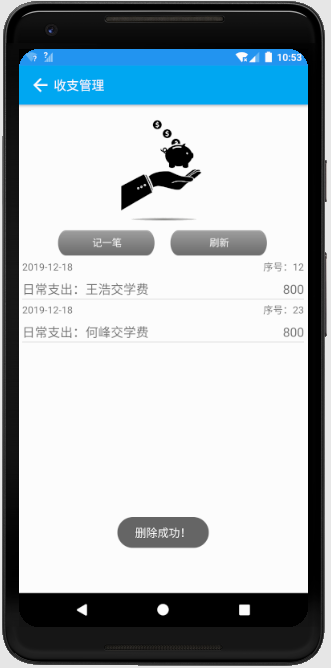 10:53
收支管理
记一笔 刷新
2019-12-18 序号：12
日常支出：王浩交学费 800
2019-12-18 序号：23
日常支出：何峰交学费 800
删除成功！